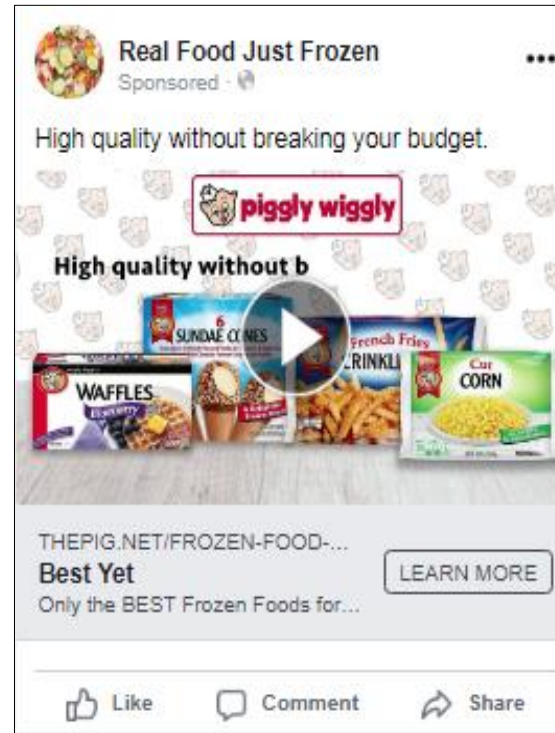 Real Food Just Frozen
Sponsored ·
High quality without breaking your budget.
piggly wiggly
High quality without b
6
SUNDAE CONES
WAFFLES
Blueberry
French Fries
CRINKL
Cut
CORN
THEPIG.NET/FROZEN-FOOD-...
Best Yet
LEARN MORE
Only the BEST Frozen Foods for...
Like
Comment
Share